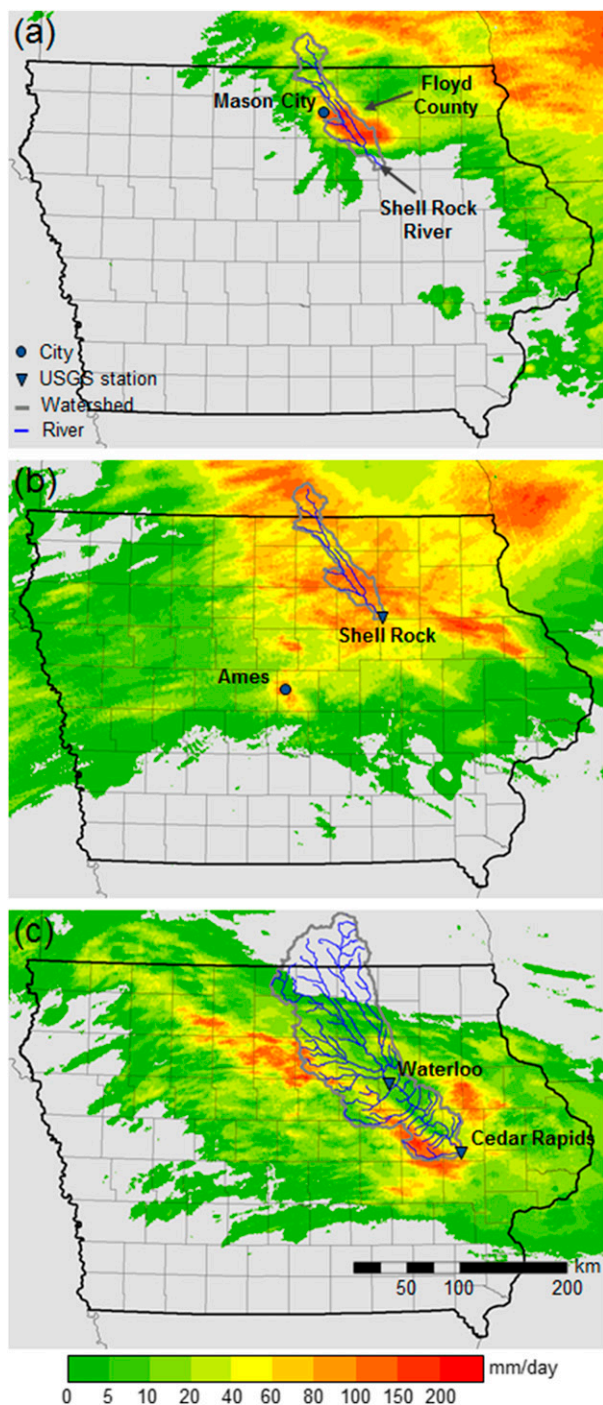 (a)
Mason City
Floyd
County
Shell Rock
River
City
USGS station
Watershed
River
(b)
Shell Rock
Ames
(c)
Waterloo
Cedar Rapids
km
50 100 200
mm/day
0 5 10 20 40 60 80 100 150 200